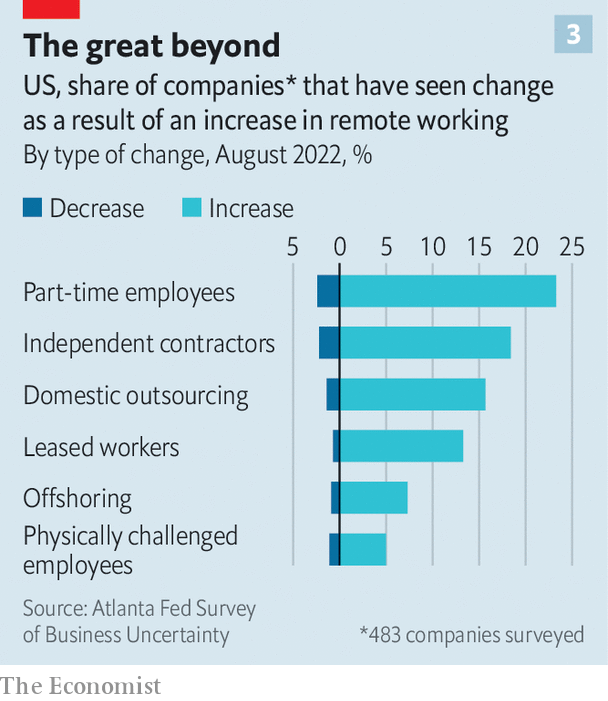 The great beyond
3
US, share of companies* that have seen change
as a result of an increase in remote working
By type of change, August 2022, %
Decrease Increase
5 0 5 10 15 20 25
Part-time employees
Independent contractors
Domestic outsourcing
Leased workers
Offshoring
Physically challenged
employees
Source: Atlanta Fed Survey
of Business Uncertainty
*483 companies surveyed
The Economist